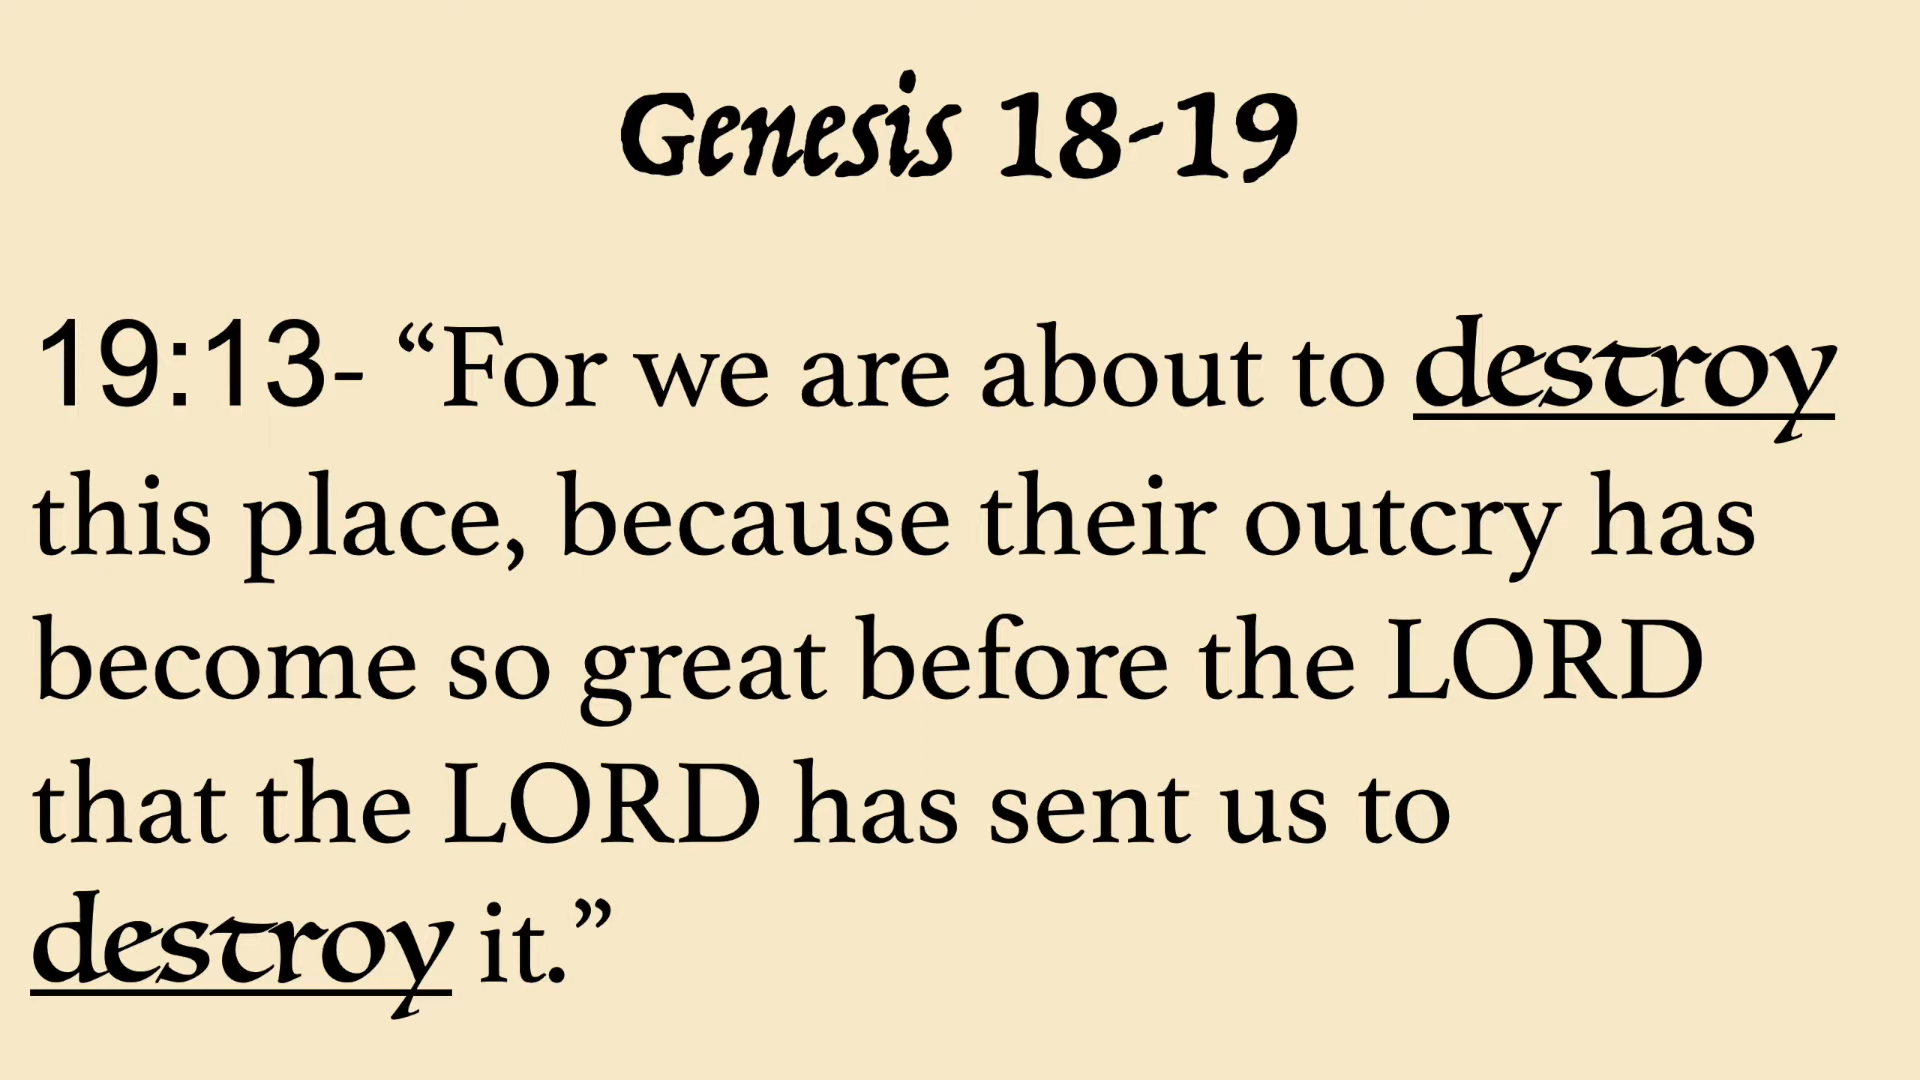 Genesis 18-19
19:13- “For we are about to destroy
this place, because their outcry has
become so great before the LORD
that the LORD has sent us to
destroy it.”